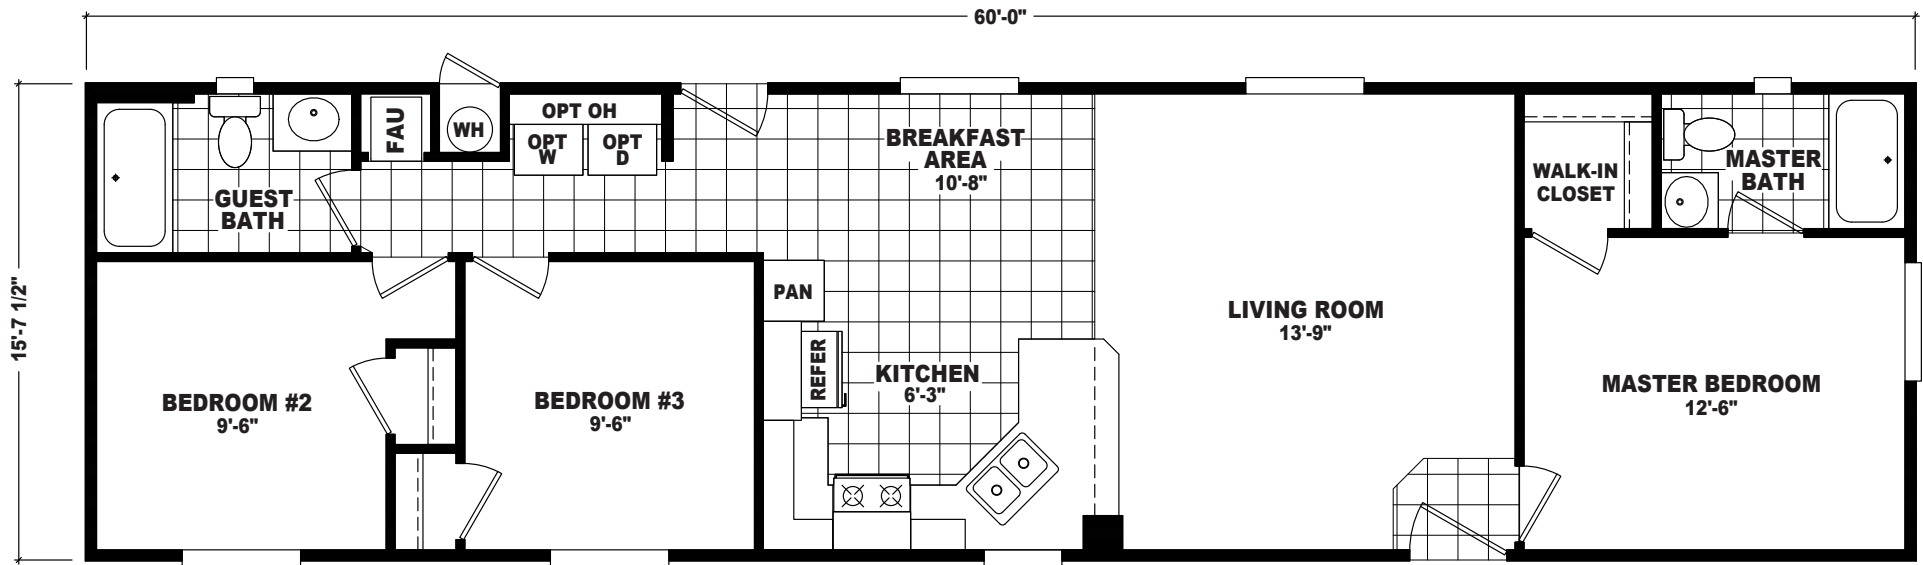 60'-0"
15'-7 1/2"
FAU
WH
OPT OH
OPT
W
OPT
D
GUEST
BATH
BREAKFAST
AREA
10'-8"
WALK-IN
CLOSET
MASTER
BATH
PAN
REFER
KITCHEN
6'-3"
LIVING ROOM
13'-9"
BEDROOM #2
9'-6"
BEDROOM #3
9'-6"
MASTER BEDROOM
12'-6"